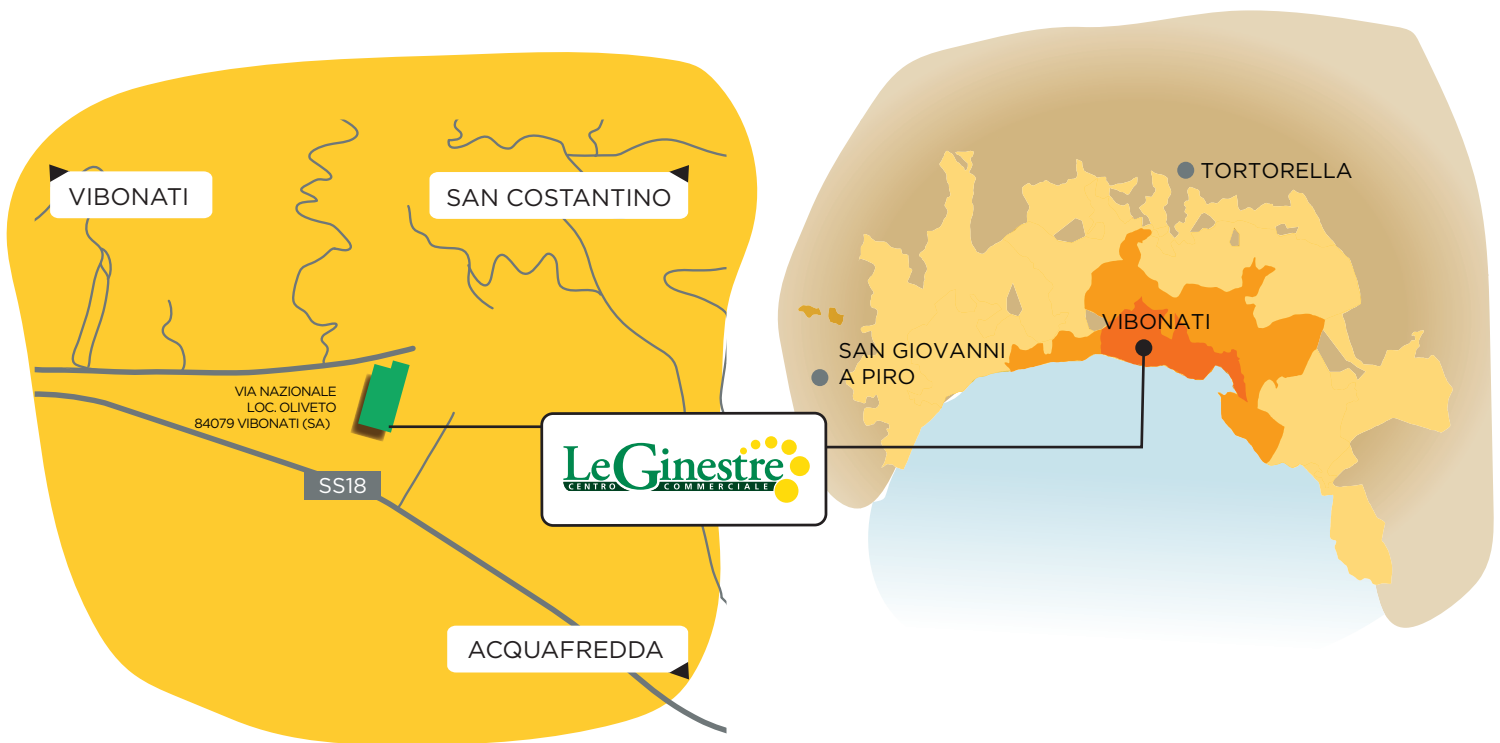 VIBONATI
SAN COSTANTINO
VIA NAZIONALE
LOC. OLIVETO
84079 VIBONATI (SA)
SS18
ACQUAFREDDA
LeGinestre
CENTRO COMMERCIALE
TORTORELLA
VIBONATI
SAN GIOVANNI
A PIRO